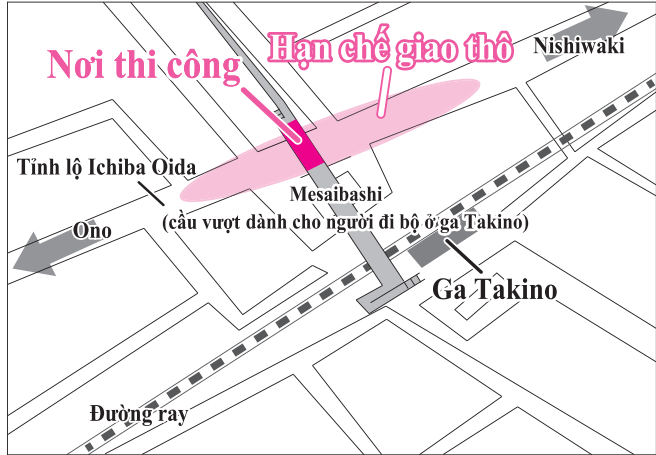 Hạn chế giao thô
Nishiwaki
Nơi thi công
Tỉnh lộ Ichiba Oida
Mesaibashi
(cầu vượt dành cho người đi bộ ở ga Takino)
Ono
Ga Takino
Đường ray